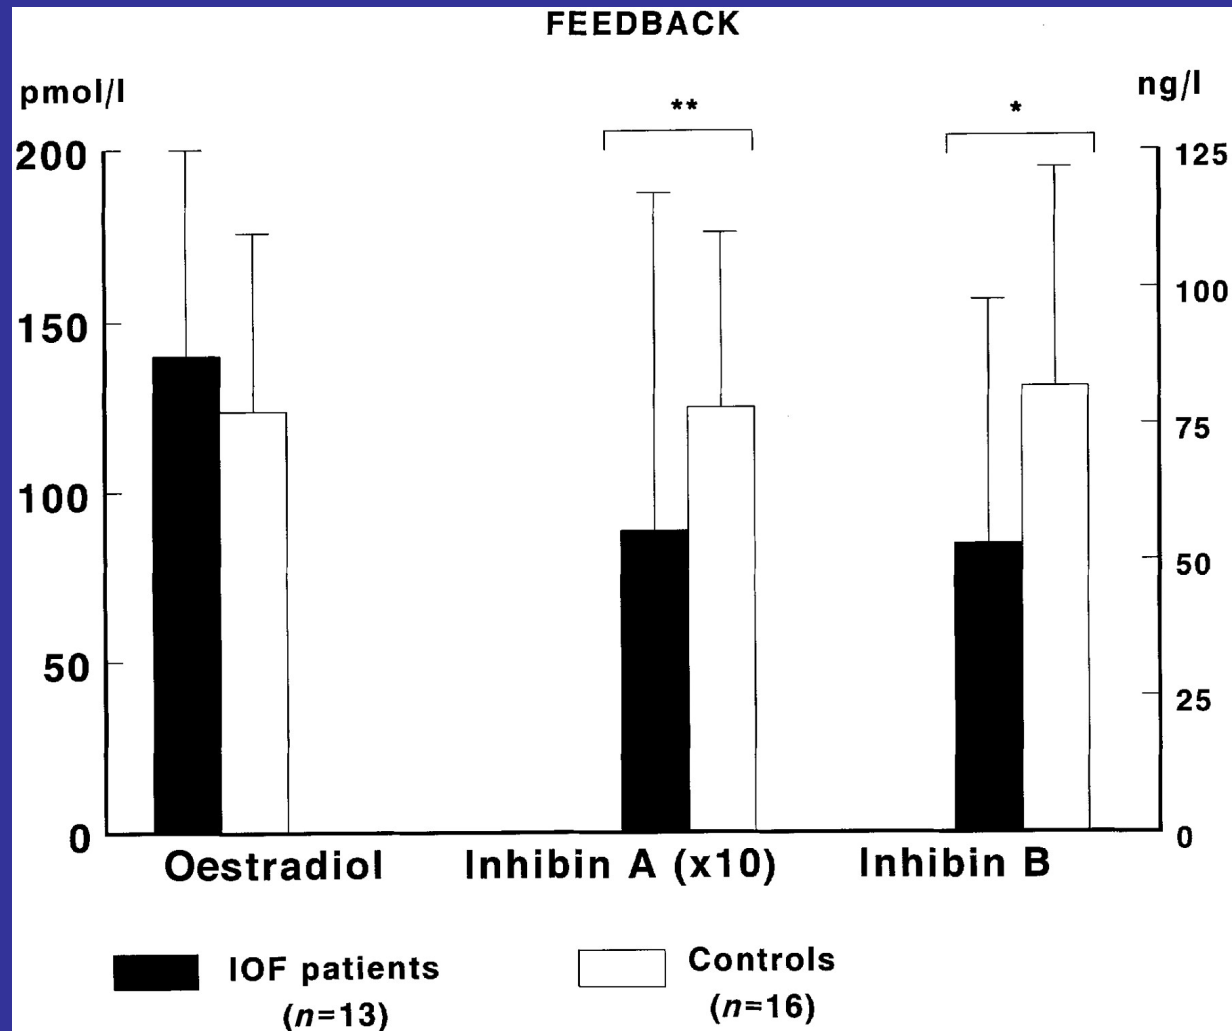 FEEDBACK
pmol/l
ng/l
**
*
200
150
100
50
0
125
100
75
50
25
0
Oestradiol
Inhibin A (x10)
Inhibin B
IOF patients
(n=13)
Controls
(n=16)